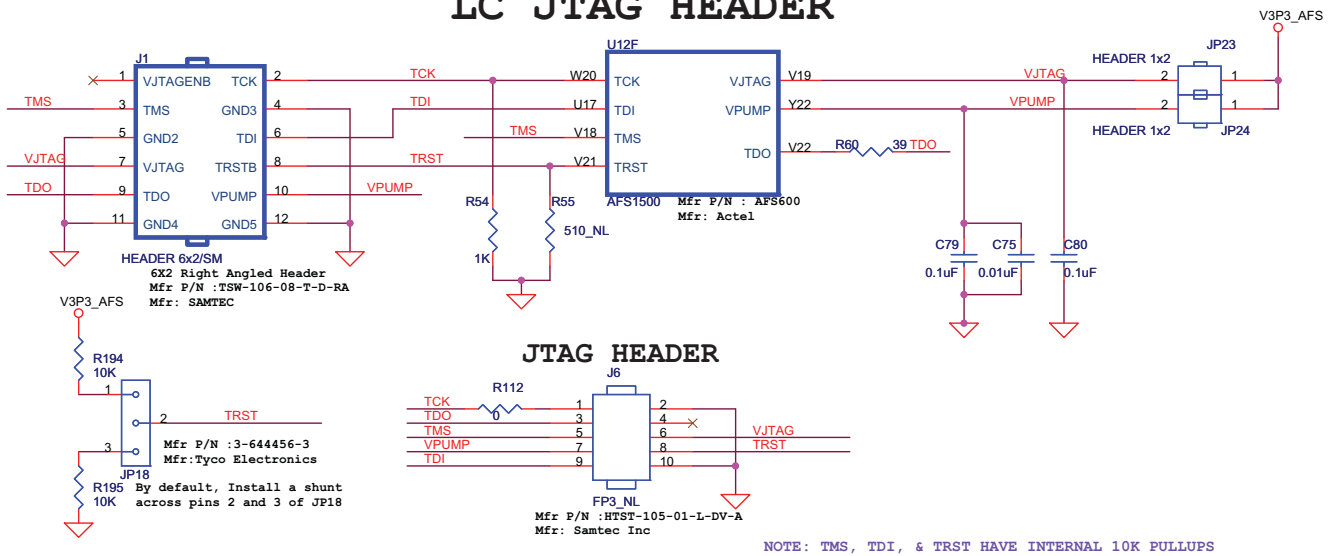 LC JTAG HEADER
V3P3_AFS
J1
U12F
JP23
HEADER 1x2
1 VJTAGENB TCK 2 TCK W20 TCK VJTAG V19 VJTAG 2 1
TMS 3 TMS GND3 4 TDI U17 TDI VPUMP Y22 VPUMP 2 1
HEADER 1x2 JP24
5 GND2 TDI 6 TMS V18 TMS
VJTAG 7 VJTAG TRSTB 8 TRST V21 TRST TDO V22 R60 39 TDO
TDO 9 TDO VPUMP 10 VPUMP
11 GND4 GND5 12
R54 R55
1K 510_NL
AFS1500 Mfr P/N : AFS600
Mfr: Actel
C79 C75 C80
0.1uF 0.01uF 0.1uF
HEADER 6x2/SM
6X2 Right Angled Header
Mfr P/N :TSW-106-08-T-D-RA
Mfr: SAMTEC
V3P3_AFS
R194
10K
1
2 TRST
3
Mfr P/N :3-644456-3
Mfr:Tyco Electronics
JP18
R195
10K
By default, Install a shunt
across pins 2 and 3 of JP18
JTAG HEADER
J6
R112
0
TCK 1 2
TDO 3 4
TMS 5 6 VJTAG
VPUMP 7 8 TRST
TDI 9 10
FP3_NL
Mfr P/N :HTST-105-01-L-DV-A
Mfr: Samtec Inc
NOTE: TMS, TDI, & TRST HAVE INTERNAL 10K PULLUPS